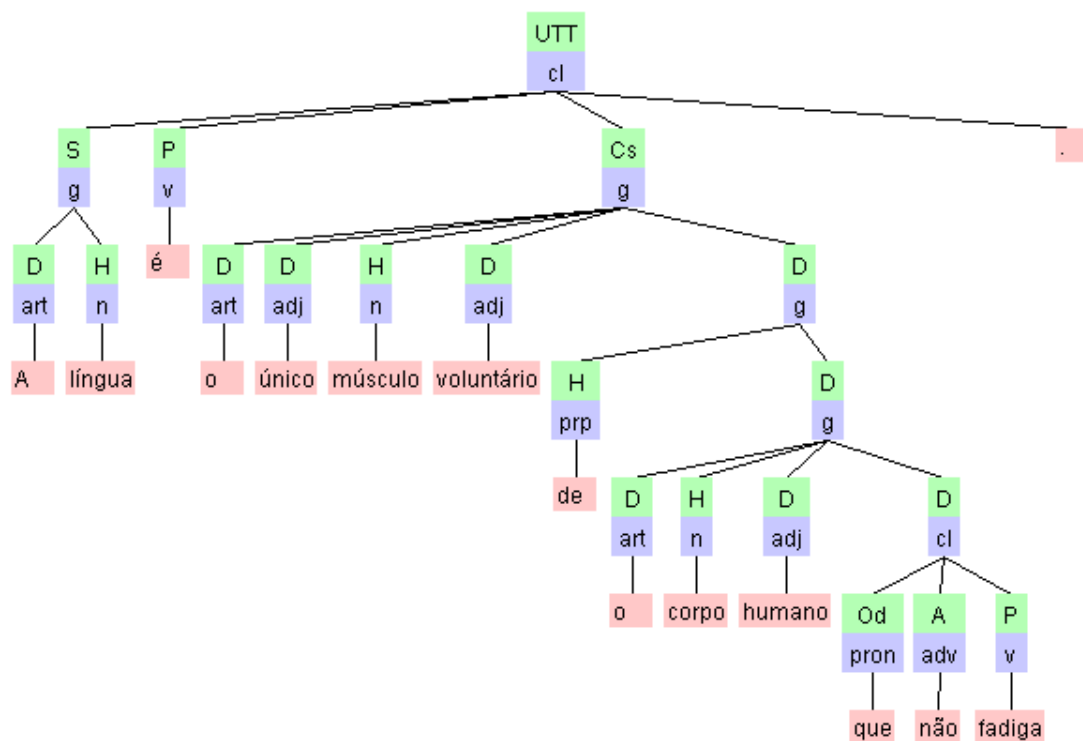 UTT
cl
S P Cs .
g v g
D H é D D H D D
art n art adj n adj g
A língua o único músculo voluntário
H D
prp g
de D H D D
art n adj cl
o corpo humano
Od A P
pron adv v
que não fadiga